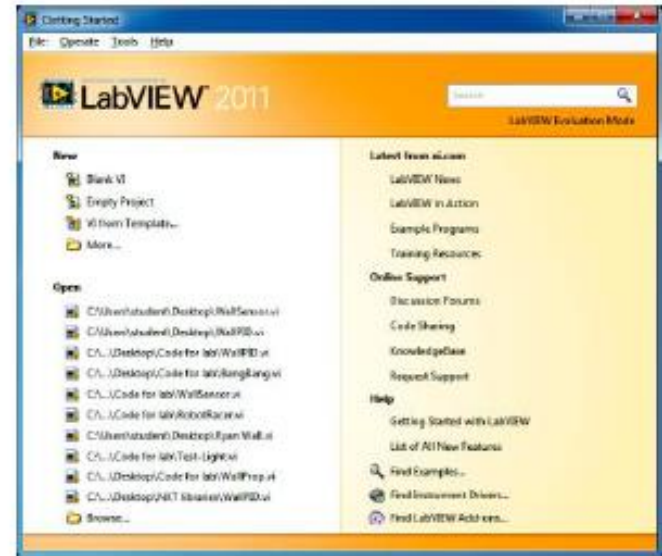 Getting Started
File Operate Tools Help
LabVIEW 2011
Search
LabVIEW Evaluation Mode
New
Blank VI
Empty Project
VI from Template...
More...
Open
C:\Users\student\Desktop\WallSensor.vi
C:\Users\student\Desktop\WallPID.vi
C:\...\Desktop\Code for lab\WallPID.vi
C:\...\Desktop\Code for lab\BangBang.vi
C:\...\Code for lab\WallSensor.vi
C:\...\Code for lab\RobotRacer.vi
C:\Users\student\Desktop\Ryan Wall.vi
C:\...\Code for lab\Test-Light.vi
C:\...\Desktop\Code for lab\WallProp.vi
C:\...\Desktop\NXT libraries\WallPID.vi
Browse...
Latest from ni.com
LabVIEW News
LabVIEW in Action
Example Programs
Training Resources
Online Support
Discussion Forums
Code Sharing
KnowledgeBase
Request Support
Help
Getting Started with LabVIEW
List of All New Features
Find Examples...
Find Instrument Drivers...
Find LabVIEW Add-ons...